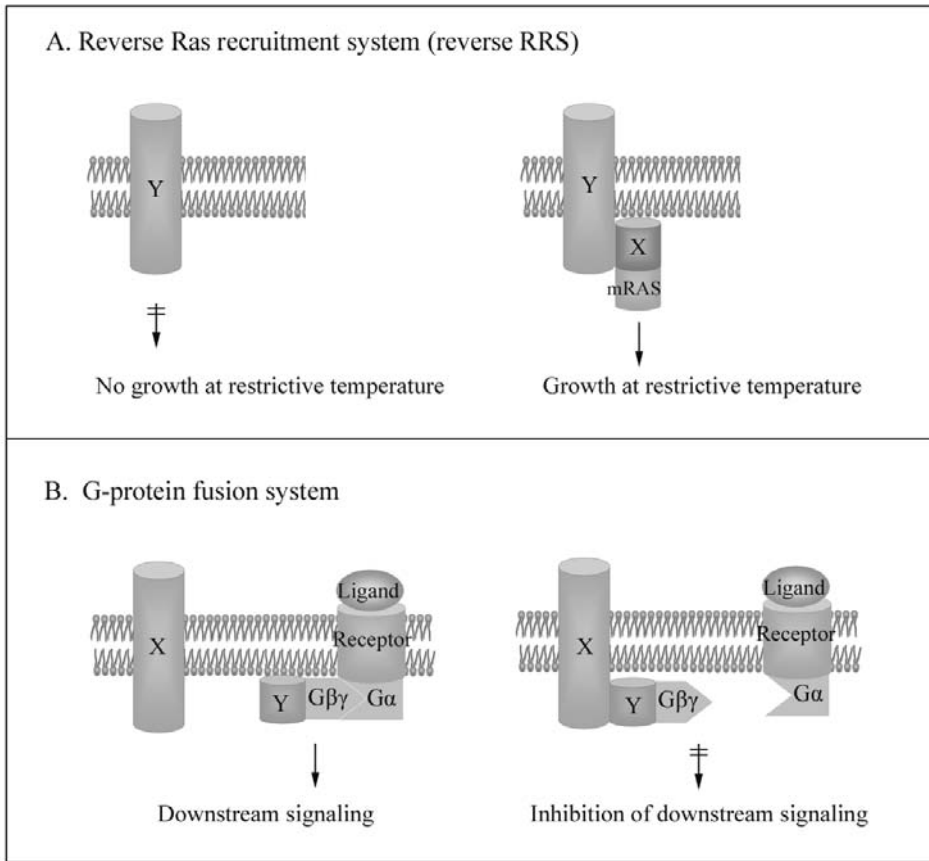 A. Reverse Ras recruitment system (reverse RRS)
Y
Y
X
mRAS
No growth at restrictive temperature
Growth at restrictive temperature
B. G-protein fusion system
Ligand
Receptor
X
Y Gβγ Gα
Ligand
Receptor
X
Gα
Y Gβγ
Downstream signaling
Inhibition of downstream signaling